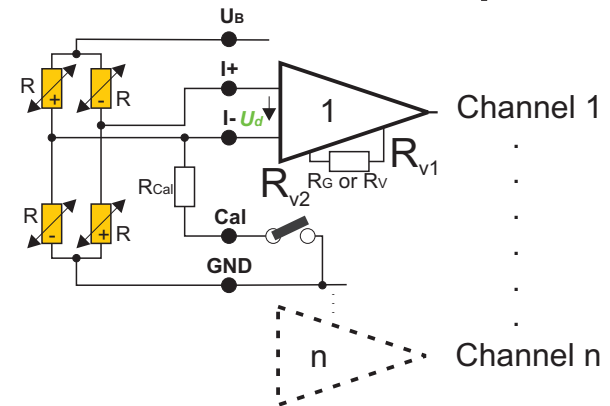 UB
I+
R
+
-
R
1
Channel 1
I- Ud
RCal
Rv2
RG or RV
Rv1
R
-
+
R
Cal
GND
n
Channel n